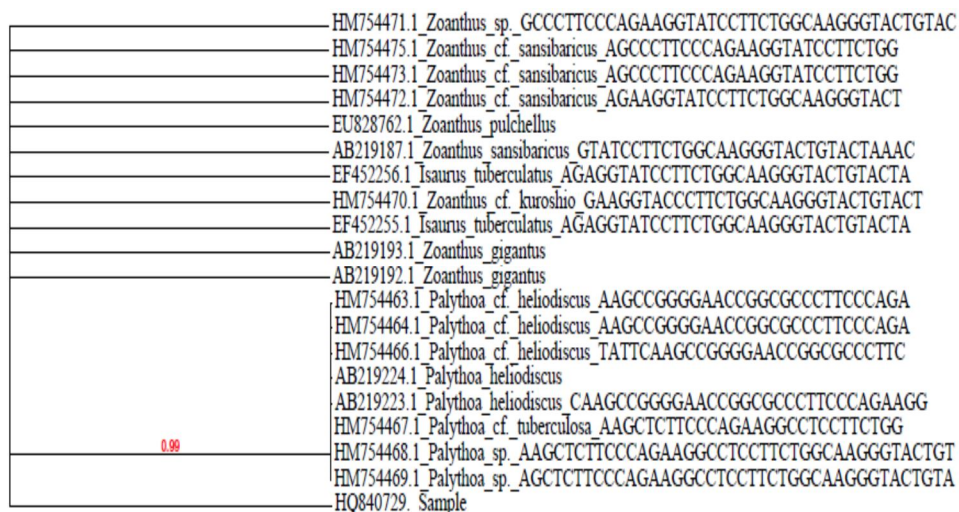 HM754471.1_Zoanthus_sp._GCCCTTCCCAGAAGGTATCCTTCTGGCAAGGGTACTGTAC
HM754475.1_Zoanthus_cf._sansibaricus_AGCCCTTCCCAGAAGGTATCCTTCTGG
HM754473.1_Zoanthus_cf._sansibaricus_AGCCCTTCCCAGAAGGTATCCTTCTGG
HM754472.1_Zoanthus_cf._sansibaricus_AGAAGGTATCCTTCTGGCAAGGGTACT
EU828762.1_Zoanthus_pulchellus
AB219187.1_Zoanthus_sansibaricus_GTATCCTTCTGGCAAGGGTACTGTACTAAAC
EF452256.1_Isaurus_tuberculatus_AGAGGTATCCTTCTGGCAAGGGTACTGTACTA
HM754470.1_Zoanthus_cf._kuroshio_GAAGGTACCCTTCTGGCAAGGGTACTGTACT
EF452255.1_Isaurus_tuberculatus_AGAGGTATCCTTCTGGCAAGGGTACTGTACTA
AB219193.1_Zoanthus_gigantus
AB219192.1_Zoanthus_gigantus
HM754463.1_Palythoa_cf._heliodiscus_AAGCCGGGGAACCGGCGCCCTTCCCAGA
HM754464.1_Palythoa_cf._heliodiscus_AAGCCGGGGAACCGGCGCCCTTCCCAGA
HM754466.1_Palythoa_cf._heliodiscus_TATTCAAGCCGGGGAACCGGCGCCCTTC
AB219224.1_Palythoa_heliodiscus
AB219223.1_Palythoa_heliodiscus_CAAGCCGGGGAACCGGCGCCCTTCCCAGAAGG
HM754467.1_Palythoa_cf._tuberculosa_AAGCTCTTCCCAGAAGGCCTCCTTCTGG
0.99
HM754468.1_Palythoa_sp._AAGCTCTTCCCAGAAGGCCTCCTTCTGGCAAGGGTACTGT
HM754469.1_Palythoa_sp._AGCTCTTCCCAGAAGGCCTCCTTCTGGCAAGGGTACTGTA
HQ840729._Sample